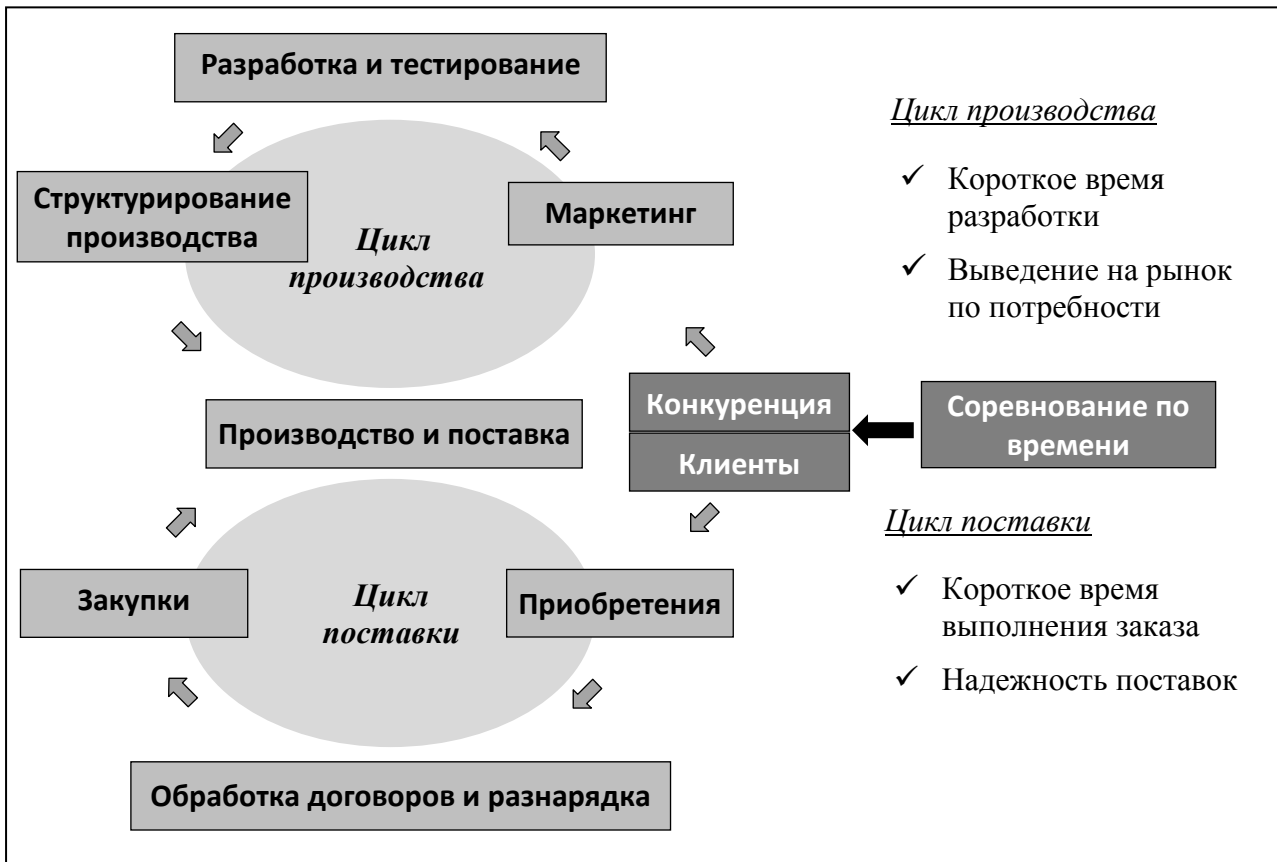 Разработка и тестирование
Цикл производства
Структурирование
производства
Маркетинг
Цикл
производства
✓ Короткое время
разработки
✓ Выведение на рынок
по потребности
Конкуренция
Клиенты
Соревнование по
времени
Производство и поставка
Цикл поставки
Закупки
Цикл
поставки
Приобретения
✓ Короткое время
выполнения заказа
✓ Надежность поставок
Обработка договоров и разнарядка